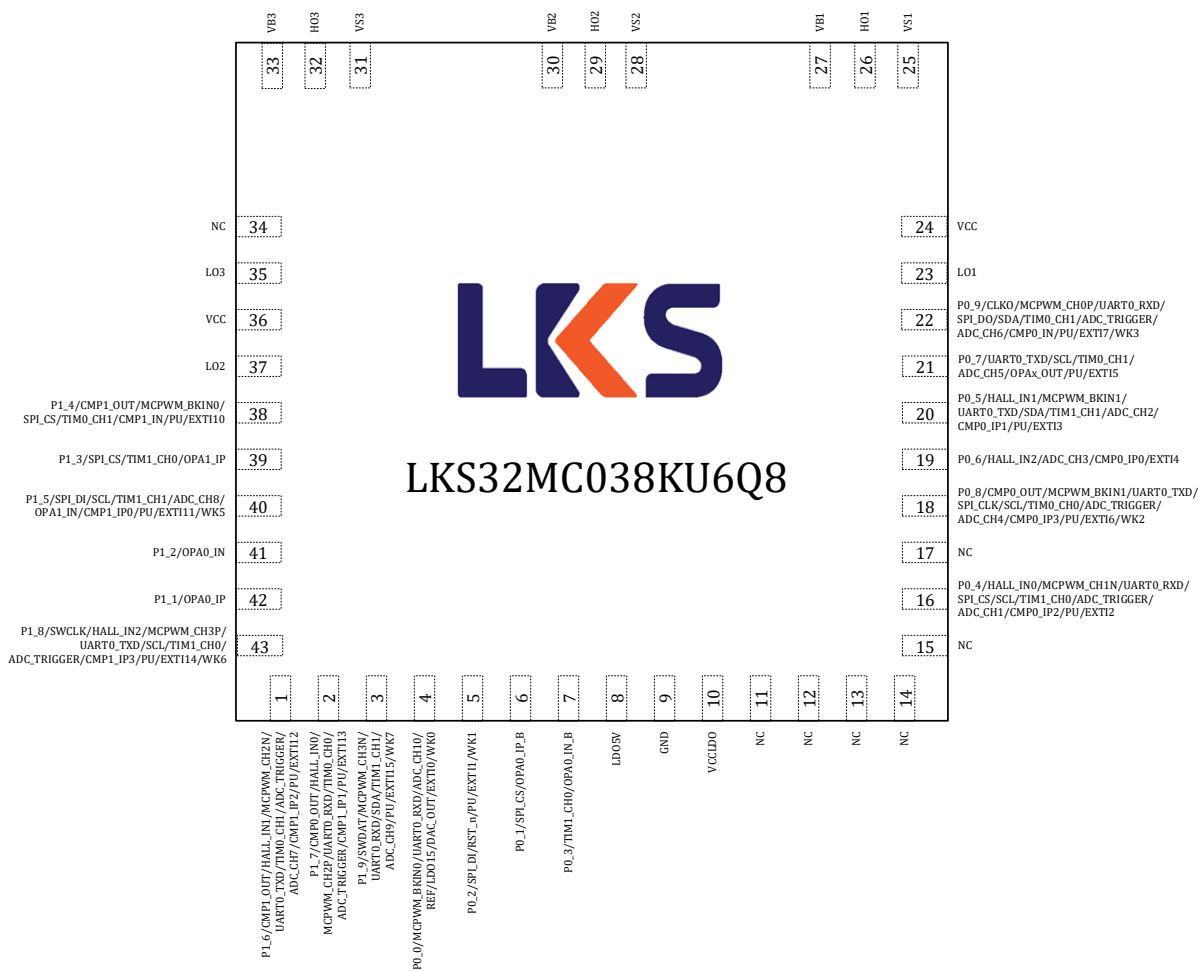 VB3
HO3
VS3
VB2
HO2
VS2
VB1
HO1
VS1
33
32
31
30
29
28
27
26
25
NC
34
LO3
35
VCC
36
LO2
37
P1_4/CMP1_OUT/MCPWM_BKIN0/
SPI_CS/TIM0_CH1/CMP1_IN/PU/EXTI10
38
P1_3/SPI_CS/TIM1_CH0/OPA1_IP
39
P1_5/SPI_DI/SCL/TIM1_CH1/ADC_CH8/
OPA1_IN/CMP1_IP0/PU/EXTI11/WK5
40
P1_2/OPA0_IN
41
P1_1/OPA0_IP
42
P1_8/SWCLK/HALL_IN2/MCPWM_CH3P/
UART0_TXD/SCL/TIM1_CH0/
ADC_TRIGGER/CMP1_IP3/PU/EXTI14/WK6
43
LKS
LKS32MC038KU6Q8
24
VCC
23
LO1
22
P0_9/CLKO/MCPWM_CH0P/UART0_RXD/
SPI_DO/SDA/TIM0_CH1/ADC_TRIGGER/
ADC_CH6/CMP0_IN/PU/EXTI7/WK3
21
P0_7/UART0_TXD/SCL/TIM0_CH1/
ADC_CH5/OPAx_OUT/PU/EXTI5
20
P0_5/HALL_IN1/MCPWM_BKIN1/
UART0_TXD/SDA/TIM1_CH1/ADC_CH2/
CMP0_IP1/PU/EXTI3
19
P0_6/HALL_IN2/ADC_CH3/CMP0_IP0/EXTI4
18
P0_8/CMP0_OUT/MCPWM_BKIN1/UART0_TXD/
SPI_CLK/SCL/TIM0_CH0/ADC_TRIGGER/
ADC_CH4/CMP0_IP3/PU/EXTI6/WK2
17
NC
16
P0_4/HALL_IN0/MCPWM_CH1N/UART0_RXD/
SPI_CS/SCL/TIM1_CH0/ADC_TRIGGER/
ADC_CH1/CMP0_IP2/PU/EXTI2
15
NC
1
2
3
4
5
6
7
8
9
10
11
12
13
14
P1_6/CMP1_OUT/HALL_IN1/MCPWM_CH2N/
UART0_TXD/TIM0_CH1/ADC_TRIGGER/
ADC_CH7/CMP1_IP2/PU/EXTI12
P1_7/CMP0_OUT/HALL_IN0/
MCPWM_CH2P/UART0_RXD/TIM0_CH0/
ADC_TRIGGER/CMP1_IP1/PU/EXTI13
P1_9/SWDAT/MCPWM_CH3N/
UART0_RXD/SDA/TIM1_CH1/
ADC_CH9/PU/EXTI15/WK7
P0_0/MCPWM_BKIN0/UART0_RXD/ADC_CH10/
REF/LDO15/DAC_OUT/EXTI0/WK0
P0_2/SPI_DI/RST_n/PU/EXTI1/WK1
P0_1/SPI_CS/OPA0_IP_B
P0_3/TIM1_CH0/OPA0_IN_B
LDO5V
GND
VCCLDO
NC
NC
NC
NC